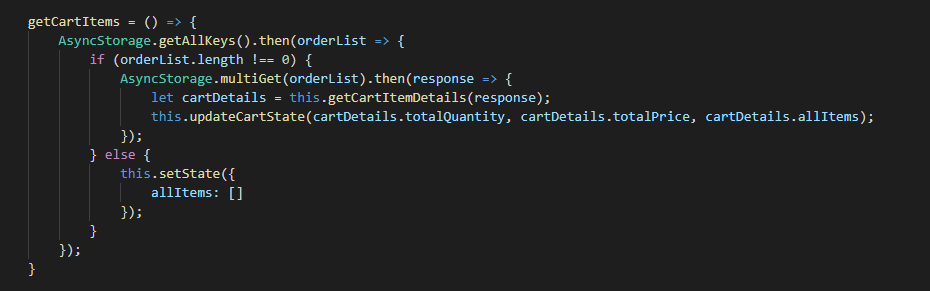 getCartItems = () => {
    AsyncStorage.getAllKeys().then(orderList => {
        if (orderList.length !== 0) {
            AsyncStorage.multiGet(orderList).then(response => {
                let cartDetails = this.getCartItemDetails(response);
                this.updateCartState(cartDetails.totalQuantity, cartDetails.totalPrice, cartDetails.allItems);
            });
        } else {
            this.setState({
                allItems: []
            });
        }
    });
}